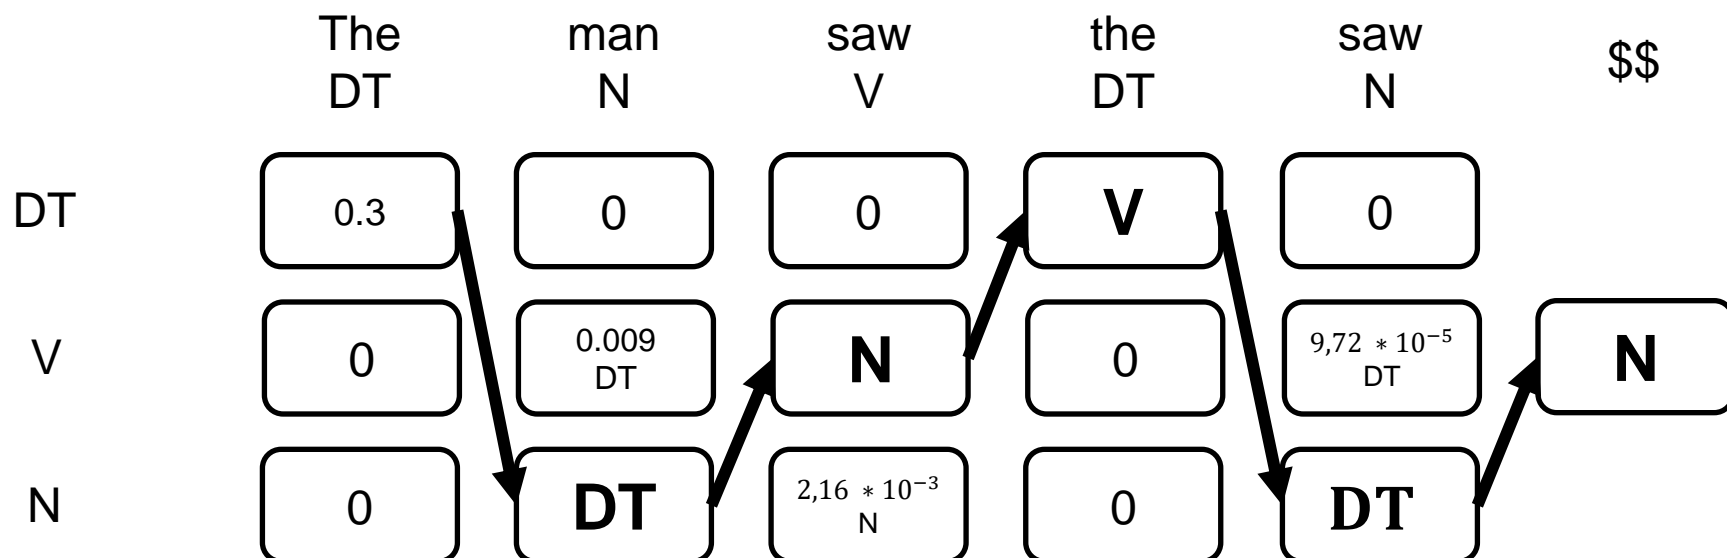 The man saw the saw $$
DT N V DT N
DT 0.3 0 0 V 0
V 0 0.009 DT N 0 9,72 * 10⁻⁵ DT N
N 0 DT 2,16 * 10⁻³ N 0 DT